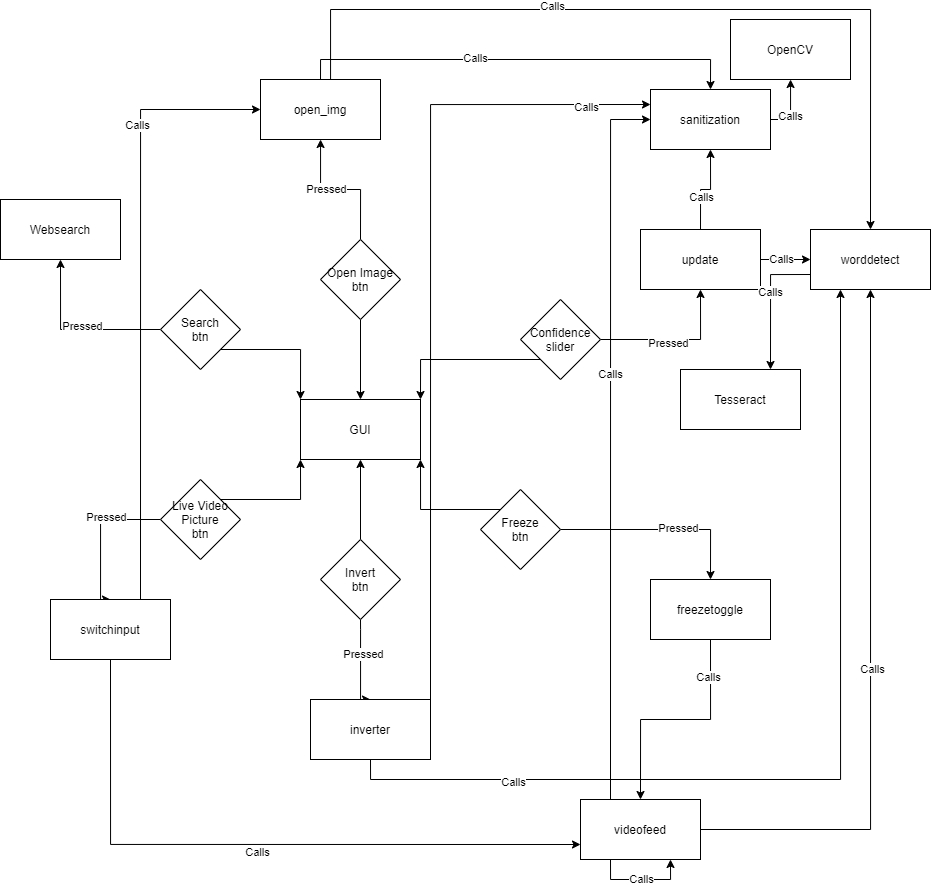 Calls
OpenCV
Calls
open_img
Calls
Calls
sanitization
Calls
Pressed
Calls
Websearch
update
Calls
worddetect
Open Image
btn
Calls
Search
btn
Pressed
Confidence
slider
Pressed
Calls
Tesseract
GUI
Live Video
Picture
btn
Pressed
Freeze
btn
Pressed
Invert
btn
freezetoggle
switchinput
Pressed
Calls
Calls
inverter
Calls
videofeed
Calls
Calls